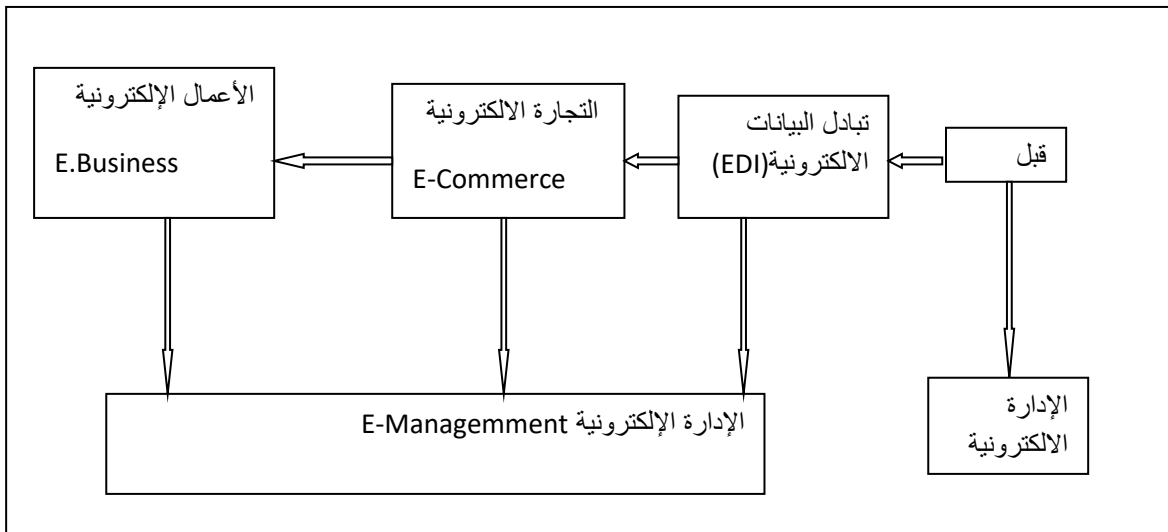 قبل
تبادل البيانات
الالكترونية(EDI)
التجارة الالكترونية
E-Commerce
الأعمال الإلكترونية
E.Business
الإدارة
الالكترونية
الإدارة الإلكترونية E-Managemment